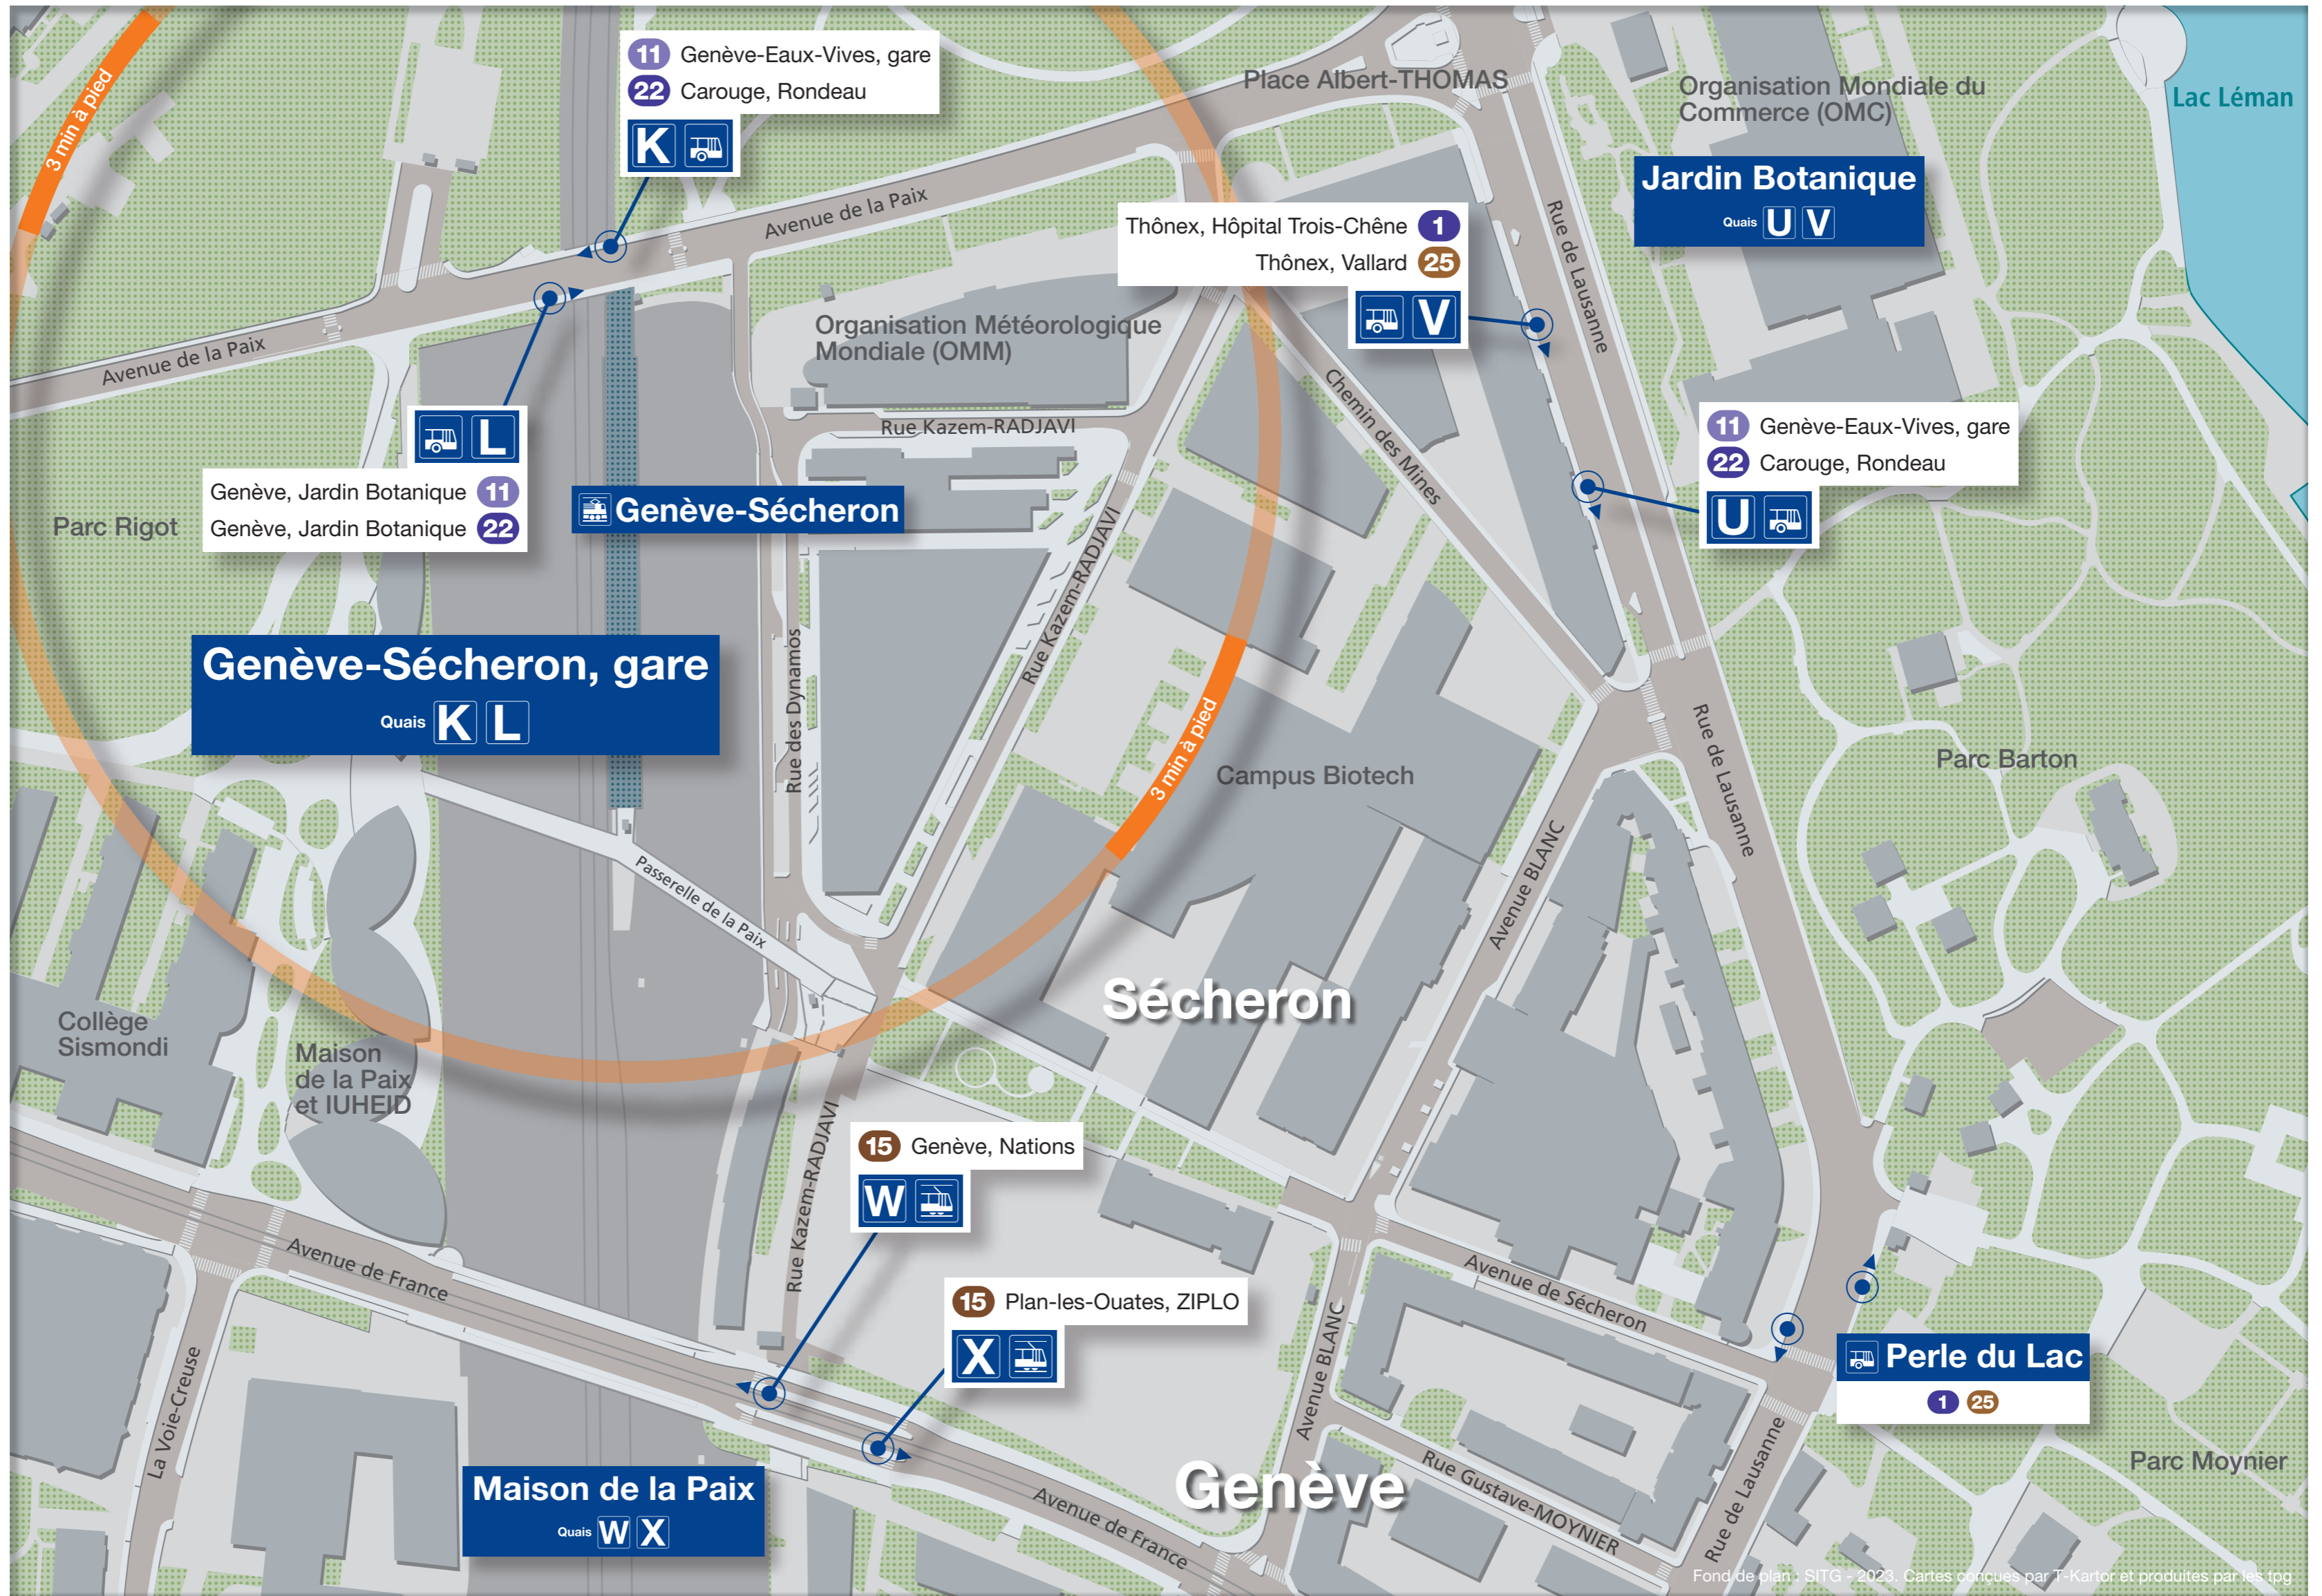 3 min à pied
11 Genève-Eaux-Vives, gare
22 Carouge, Rondeau
K
Place Albert-THOMAS
Organisation Mondiale du
Commerce (OMC)
Lac Léman
Jardin Botanique
Quais U V
Avenue de la Paix
Thônex, Hôpital Trois-Chêne 1
Thônex, Vallard 25
V
Rue de Lausanne
Organisation Météorologique
Mondiale (OMM)
Avenue de la Paix
Chemin des Mines
Rue Kazem-RADJAVI
L
Genève, Jardin Botanique 11
Genève, Jardin Botanique 22
11 Genève-Eaux-Vives, gare
22 Carouge, Rondeau
U
Parc Rigot
Genève-Sécheron
Rue Kazem-RADJAVI
Genève-Sécheron, gare
Quais K L
Rue des Dynamos
3 min à pied
Campus Biotech
Rue de Lausanne
Parc Barton
Passerelle de la Paix
Avenue BLANC
Sécheron
Collège
Sismondi
Maison
de la Paix
et IUHEID
Rue Kazem-RADJAVI
15 Genève, Nations
W
Avenue de France
15 Plan-les-Ouates, ZIPLO
X
Avenue de Sécheron
Avenue BLANC
Perle du Lac
1 25
La Voie-Creuse
Maison de la Paix
Quais W X
Genève
Avenue de France
Rue Gustave-MOYNIER
Rue de Lausanne
Parc Moynier
Fond de plan : SITG - 2023. Cartes conçues par T-Kartor et produites par les tpg